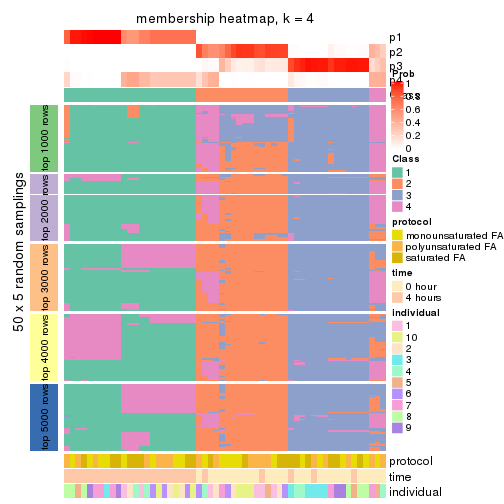 membership heatmap, k = 4
p1
p2
p3
p4
Class
50 x 5 random samplings
top 1000 rows
top 2000 rows
top 3000 rows
top 4000 rows
top 5000 rows
Prob
1
0.8
0.6
0.4
0.2
0
Class
1
2
3
4
protocol
monounsaturated FA
polyunsaturated FA
saturated FA
time
0 hour
4 hours
individual
1
10
2
3
4
5
6
7
8
9
protocol
time
individual